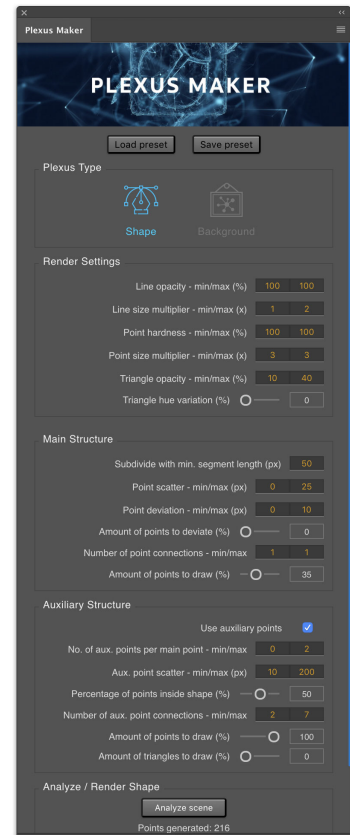 Plexus Maker
PLEXUS MAKER
Load preset Save preset
Plexus Type
Shape Background
Render Settings
Line opacity - min/max (%) 100 100
Line size multiplier - min/max (x) 1 2
Point hardness - min/max (%) 100 100
Point size multiplier - min/max (x) 3 3
Triangle opacity - min/max (%) 10 40
Triangle hue variation (%) 0
Main Structure
Subdivide with min. segment length (px) 50
Point scatter - min/max (px) 0 25
Point deviation - min/max (px) 0 10
Amount of points to deviate (%) 0
Number of point connections - min/max 1 1
Amount of points to draw (%) 35
Auxiliary Structure
Use auxiliary points
No. of aux. points per main point - min/max 0 2
Aux. point scatter - min/max (px) 10 200
Percentage of points inside shape (%) 50
Number of aux. point connections - min/max 2 7
Amount of points to draw (%) 100
Amount of triangles to draw (%) 0
Analyze / Render Shape
Analyze scene
Points generated: 216